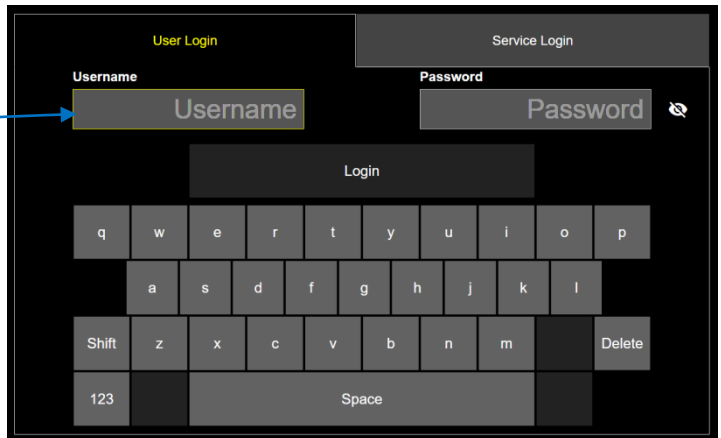 User Login Service Login
Username Password
Username Password
Login
q w e r t y u i o p
a s d f g h j k l
Shift z x c v b n m Delete
123 Space